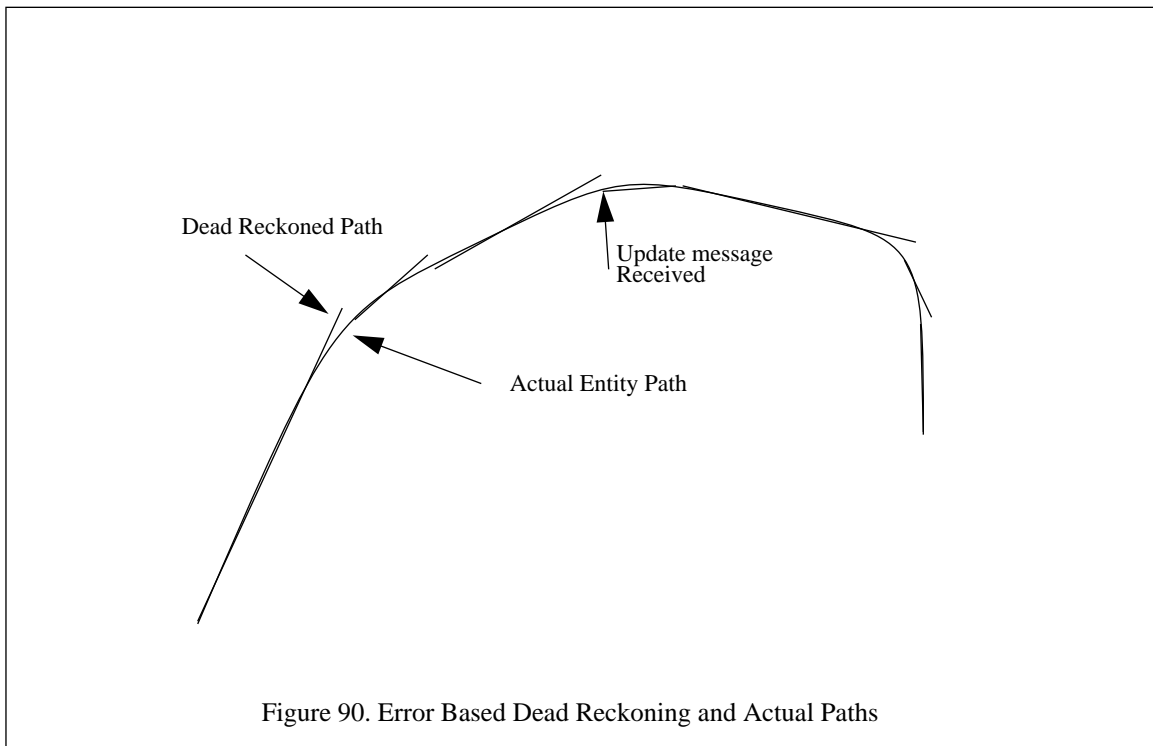 Dead Reckoned Path
Update message
Received
Actual Entity Path
Figure 90. Error Based Dead Reckoning and Actual Paths